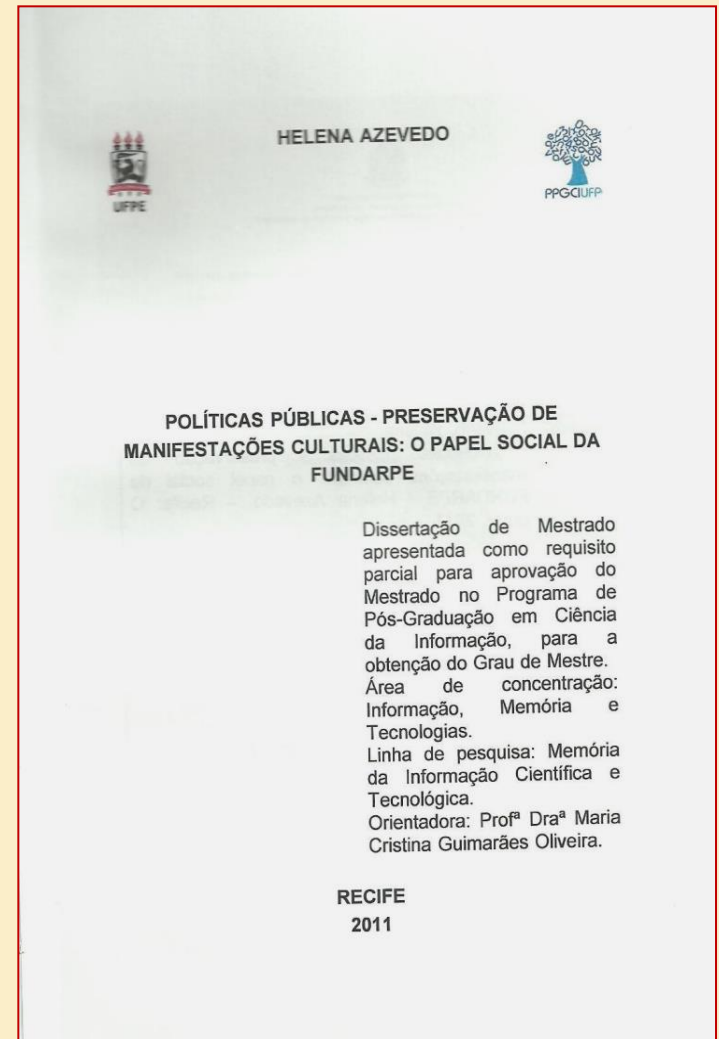 HELENA AZEVEDO
UFPE
PPGCIUFP
POLÍTICAS PÚBLICAS - PRESERVAÇÃO DE
MANIFESTAÇÕES CULTURAIS: O PAPEL SOCIAL DA
FUNDARPE
Dissertação de Mestrado
apresentada como requisito
parcial para aprovação do
Mestrado no Programa de
Pós-Graduação em Ciência
da Informação, para a
obtenção do Grau de Mestre.
Área de concentração:
Informação, Memória e
Tecnologias.
Linha de pesquisa: Memória
da Informação Científica e
Tecnológica.
Orientadora: Profª Draª Maria
Cristina Guimarães Oliveira.
RECIFE
2011